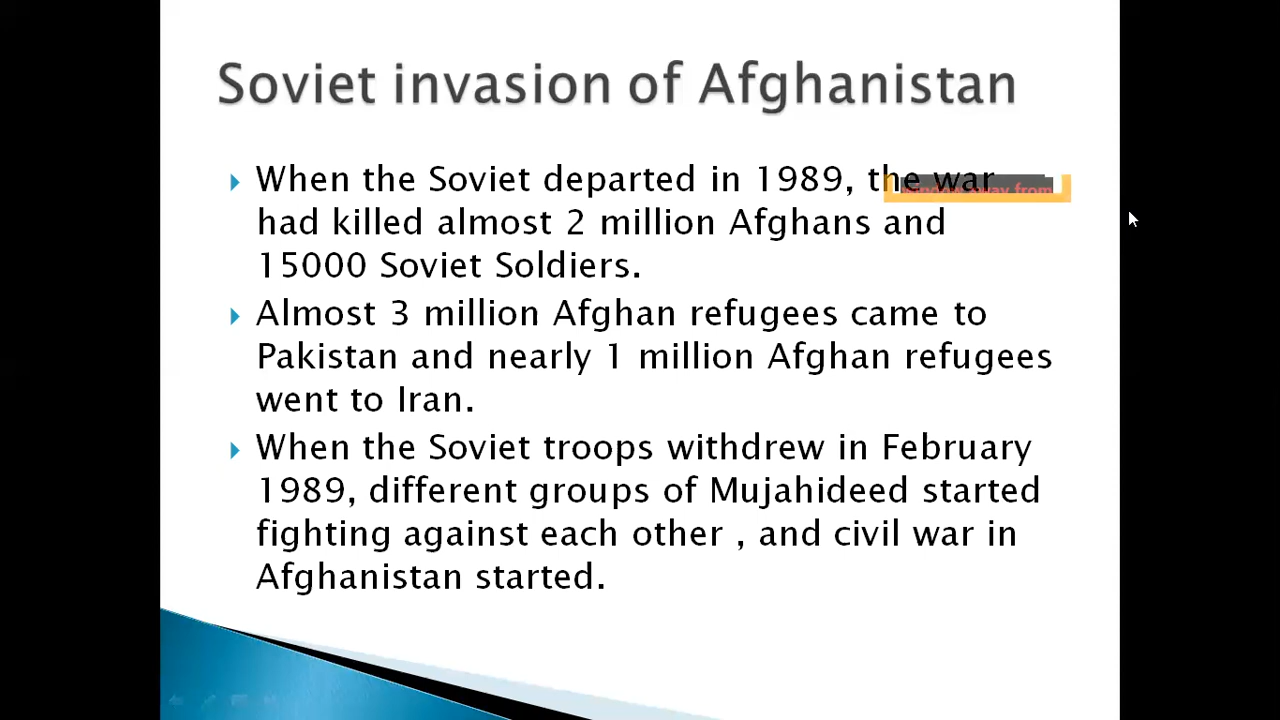 Soviet invasion of Afghanistan
When the Soviet departed in 1989, the war
had killed almost 2 million Afghans and
15000 Soviet Soldiers.
Almost 3 million Afghan refugees came to
Pakistan and nearly 1 million Afghan refugees
went to Iran.
When the Soviet troops withdrew in February
1989, different groups of Mujahideed started
fighting against each other , and civil war in
Afghanistan started.